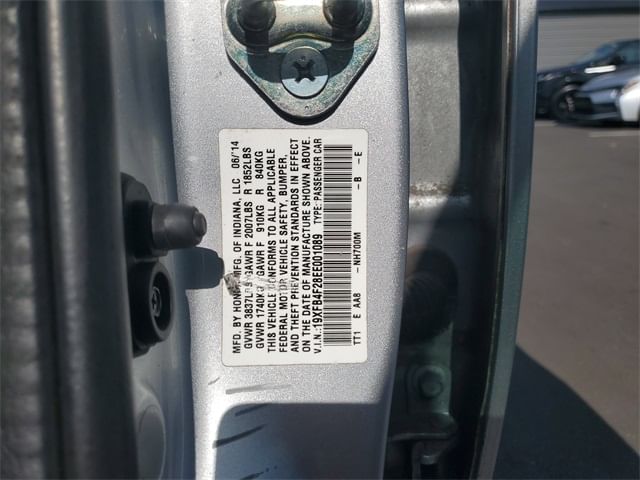 MFD. BY HONDA MFG. OF INDIANA, LLC 06/14
GVWR 3837LBS GAWR F 2007LBS R 1852LBS
GVWR 1740KG GAWR F 910KG R 840KG
THIS VEHICLE CONFORMS TO ALL APPLICABLE
FEDERAL MOTOR VEHICLE SAFETY, BUMPER,
AND THEFT PREVENTION STANDARDS IN EFFECT
ON THE DATE OF MANUFACTURE SHOWN ABOVE.
V.I.N.: 19XFB4F28EE001089 TYPE: PASSENGER CAR
TT1 E AA8 -NH700M -B -E